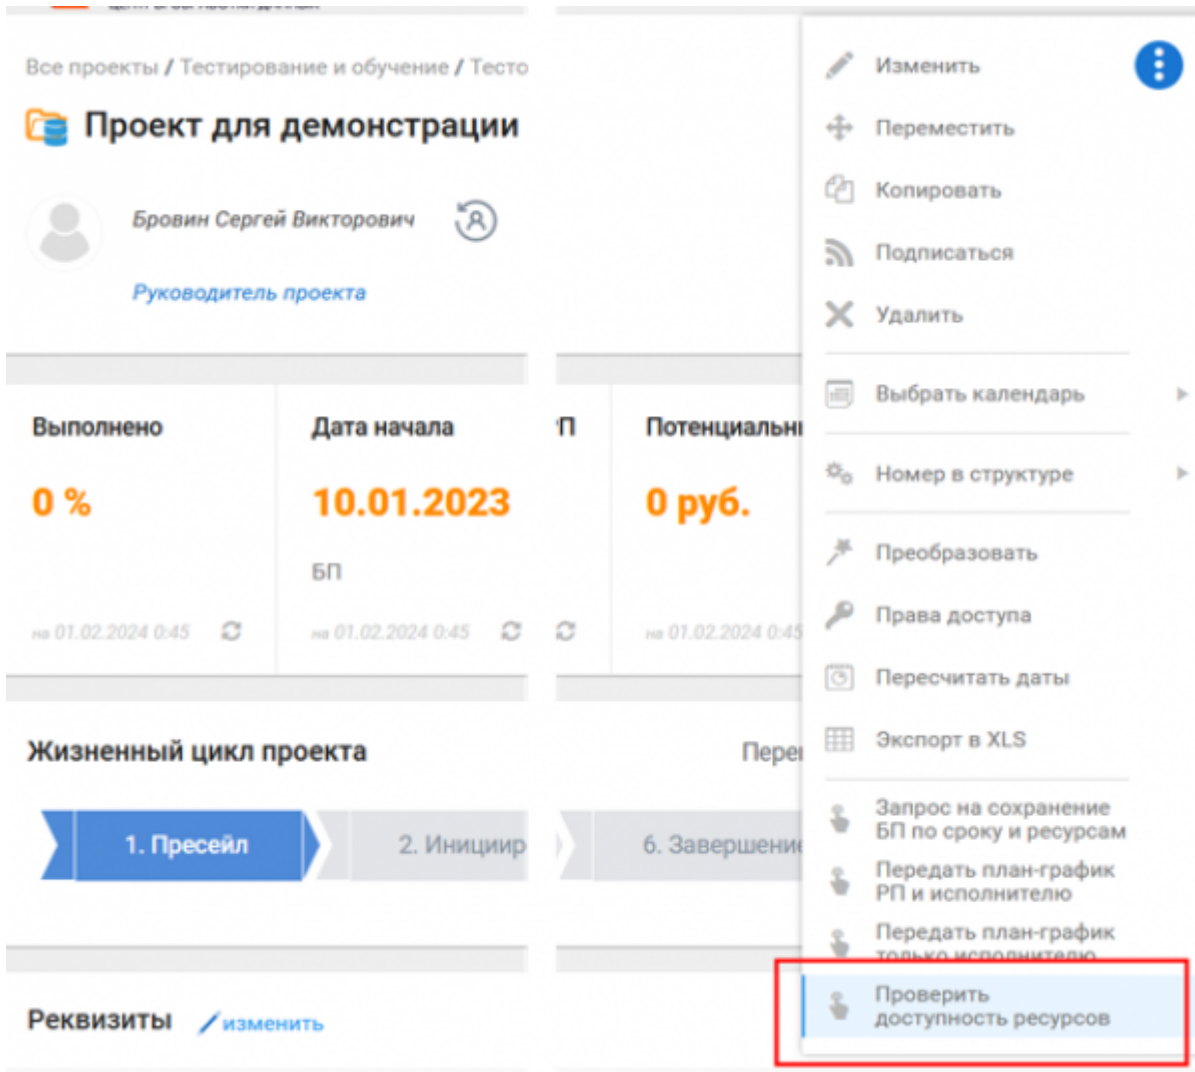 Все проекты / Тестирование и обучение / Тесто
Проект для демонстрации
Бровин Сергей Викторович
Руководитель проекта
Выполнено
0 %
на 01.02.2024 0:45
Дата начала
10.01.2023
БП
на 01.02.2024 0:45
П
Потенциальн
0 руб.
на 01.02.2024 0:45
Жизненный цикл проекта
Пере
1. Пресейл
2. Инициир
6. Завершение
Реквизиты
изменить
Изменить
Переместить
Копировать
Подписаться
Удалить
Выбрать календарь
Номер в структуре
Преобразовать
Права доступа
Пересчитать даты
Экспорт в XLS
Запрос на сохранение
БП по сроку и ресурсам
Передать план-график
РП и исполнителю
Передать план-график
только исполнителю
Проверить
доступность ресурсов